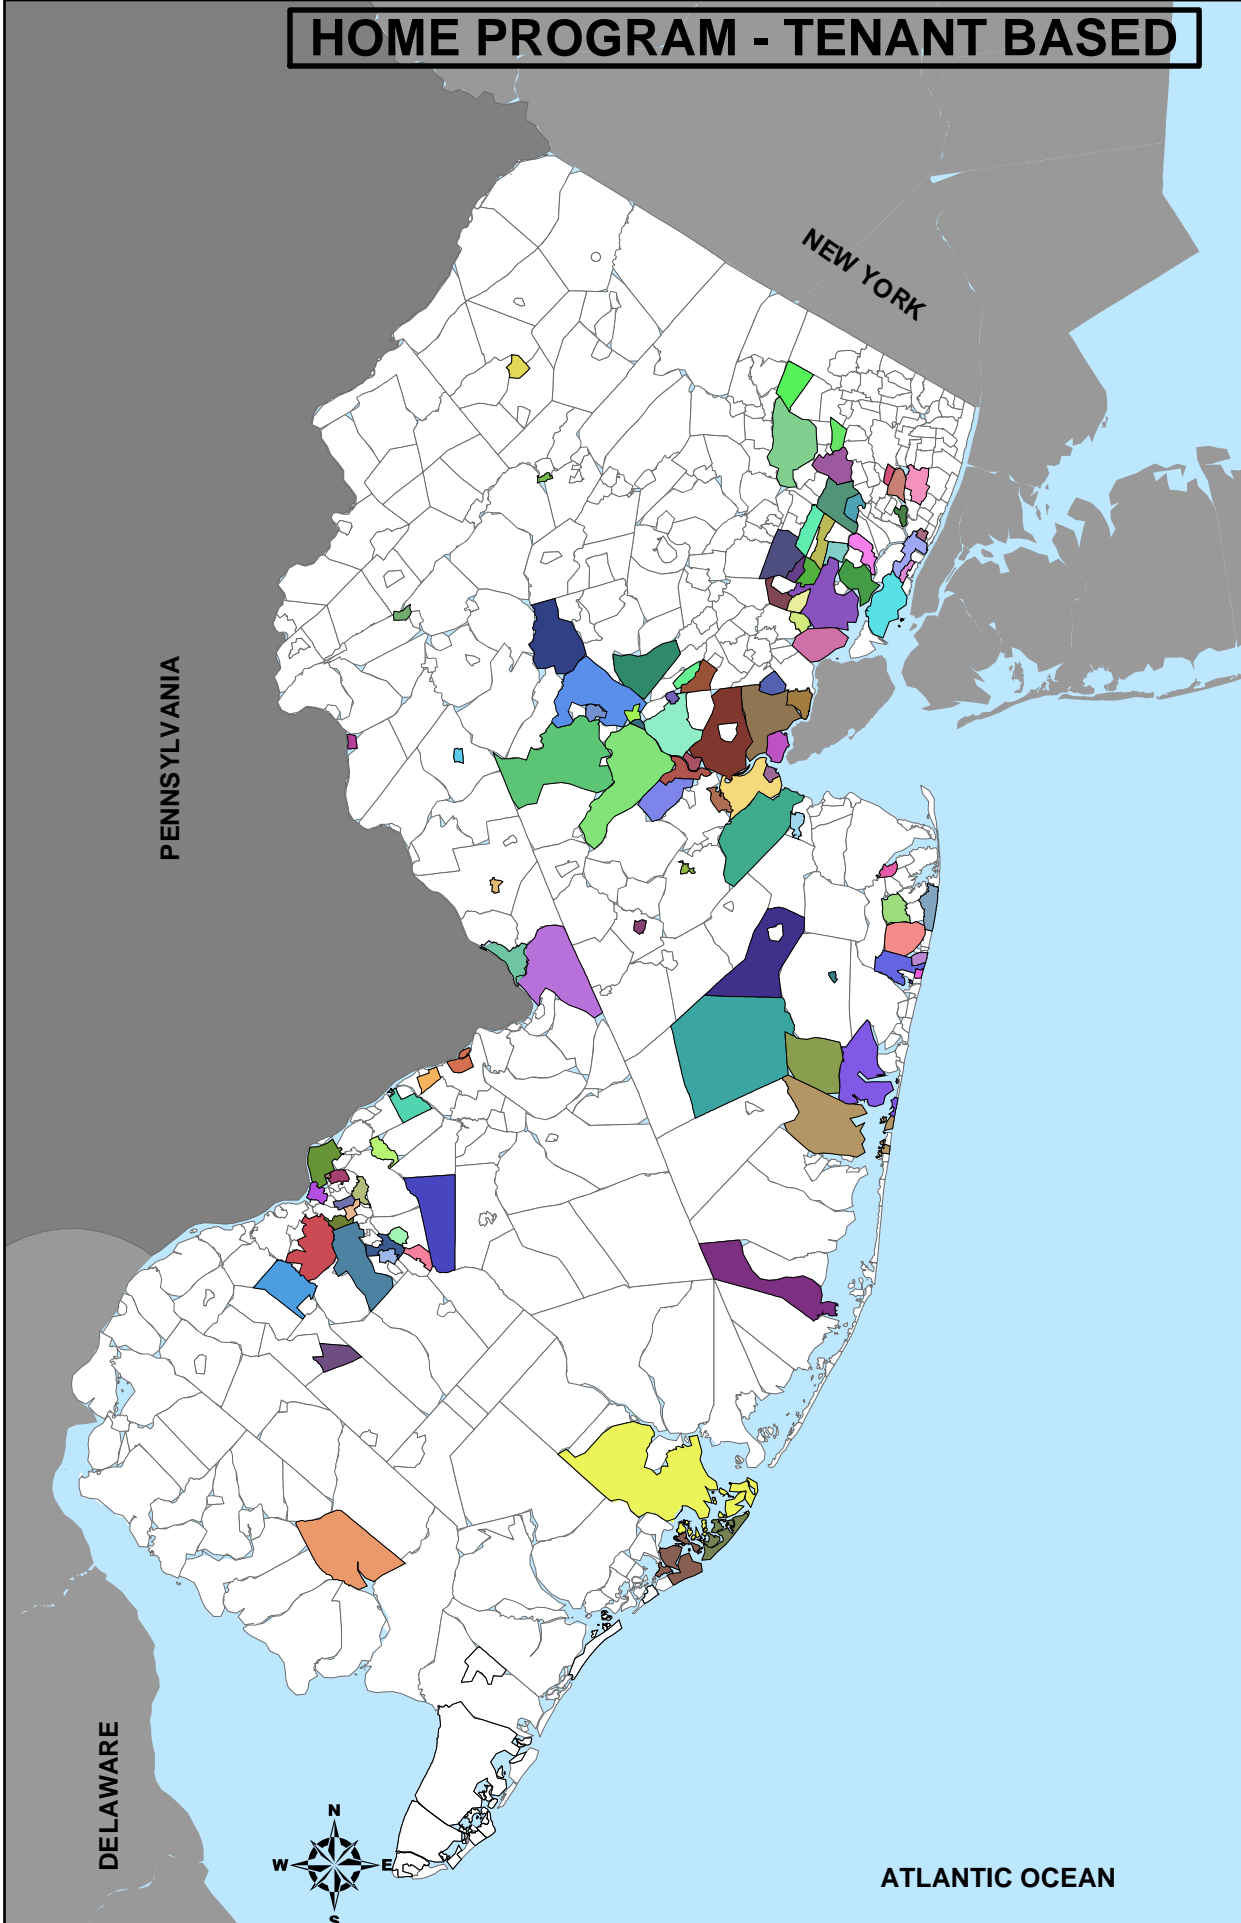 HOME PROGRAM - TENANT BASED
NEW YORK
PENNSYLVANIA
DELAWARE
N
W
E
S
ATLANTIC OCEAN